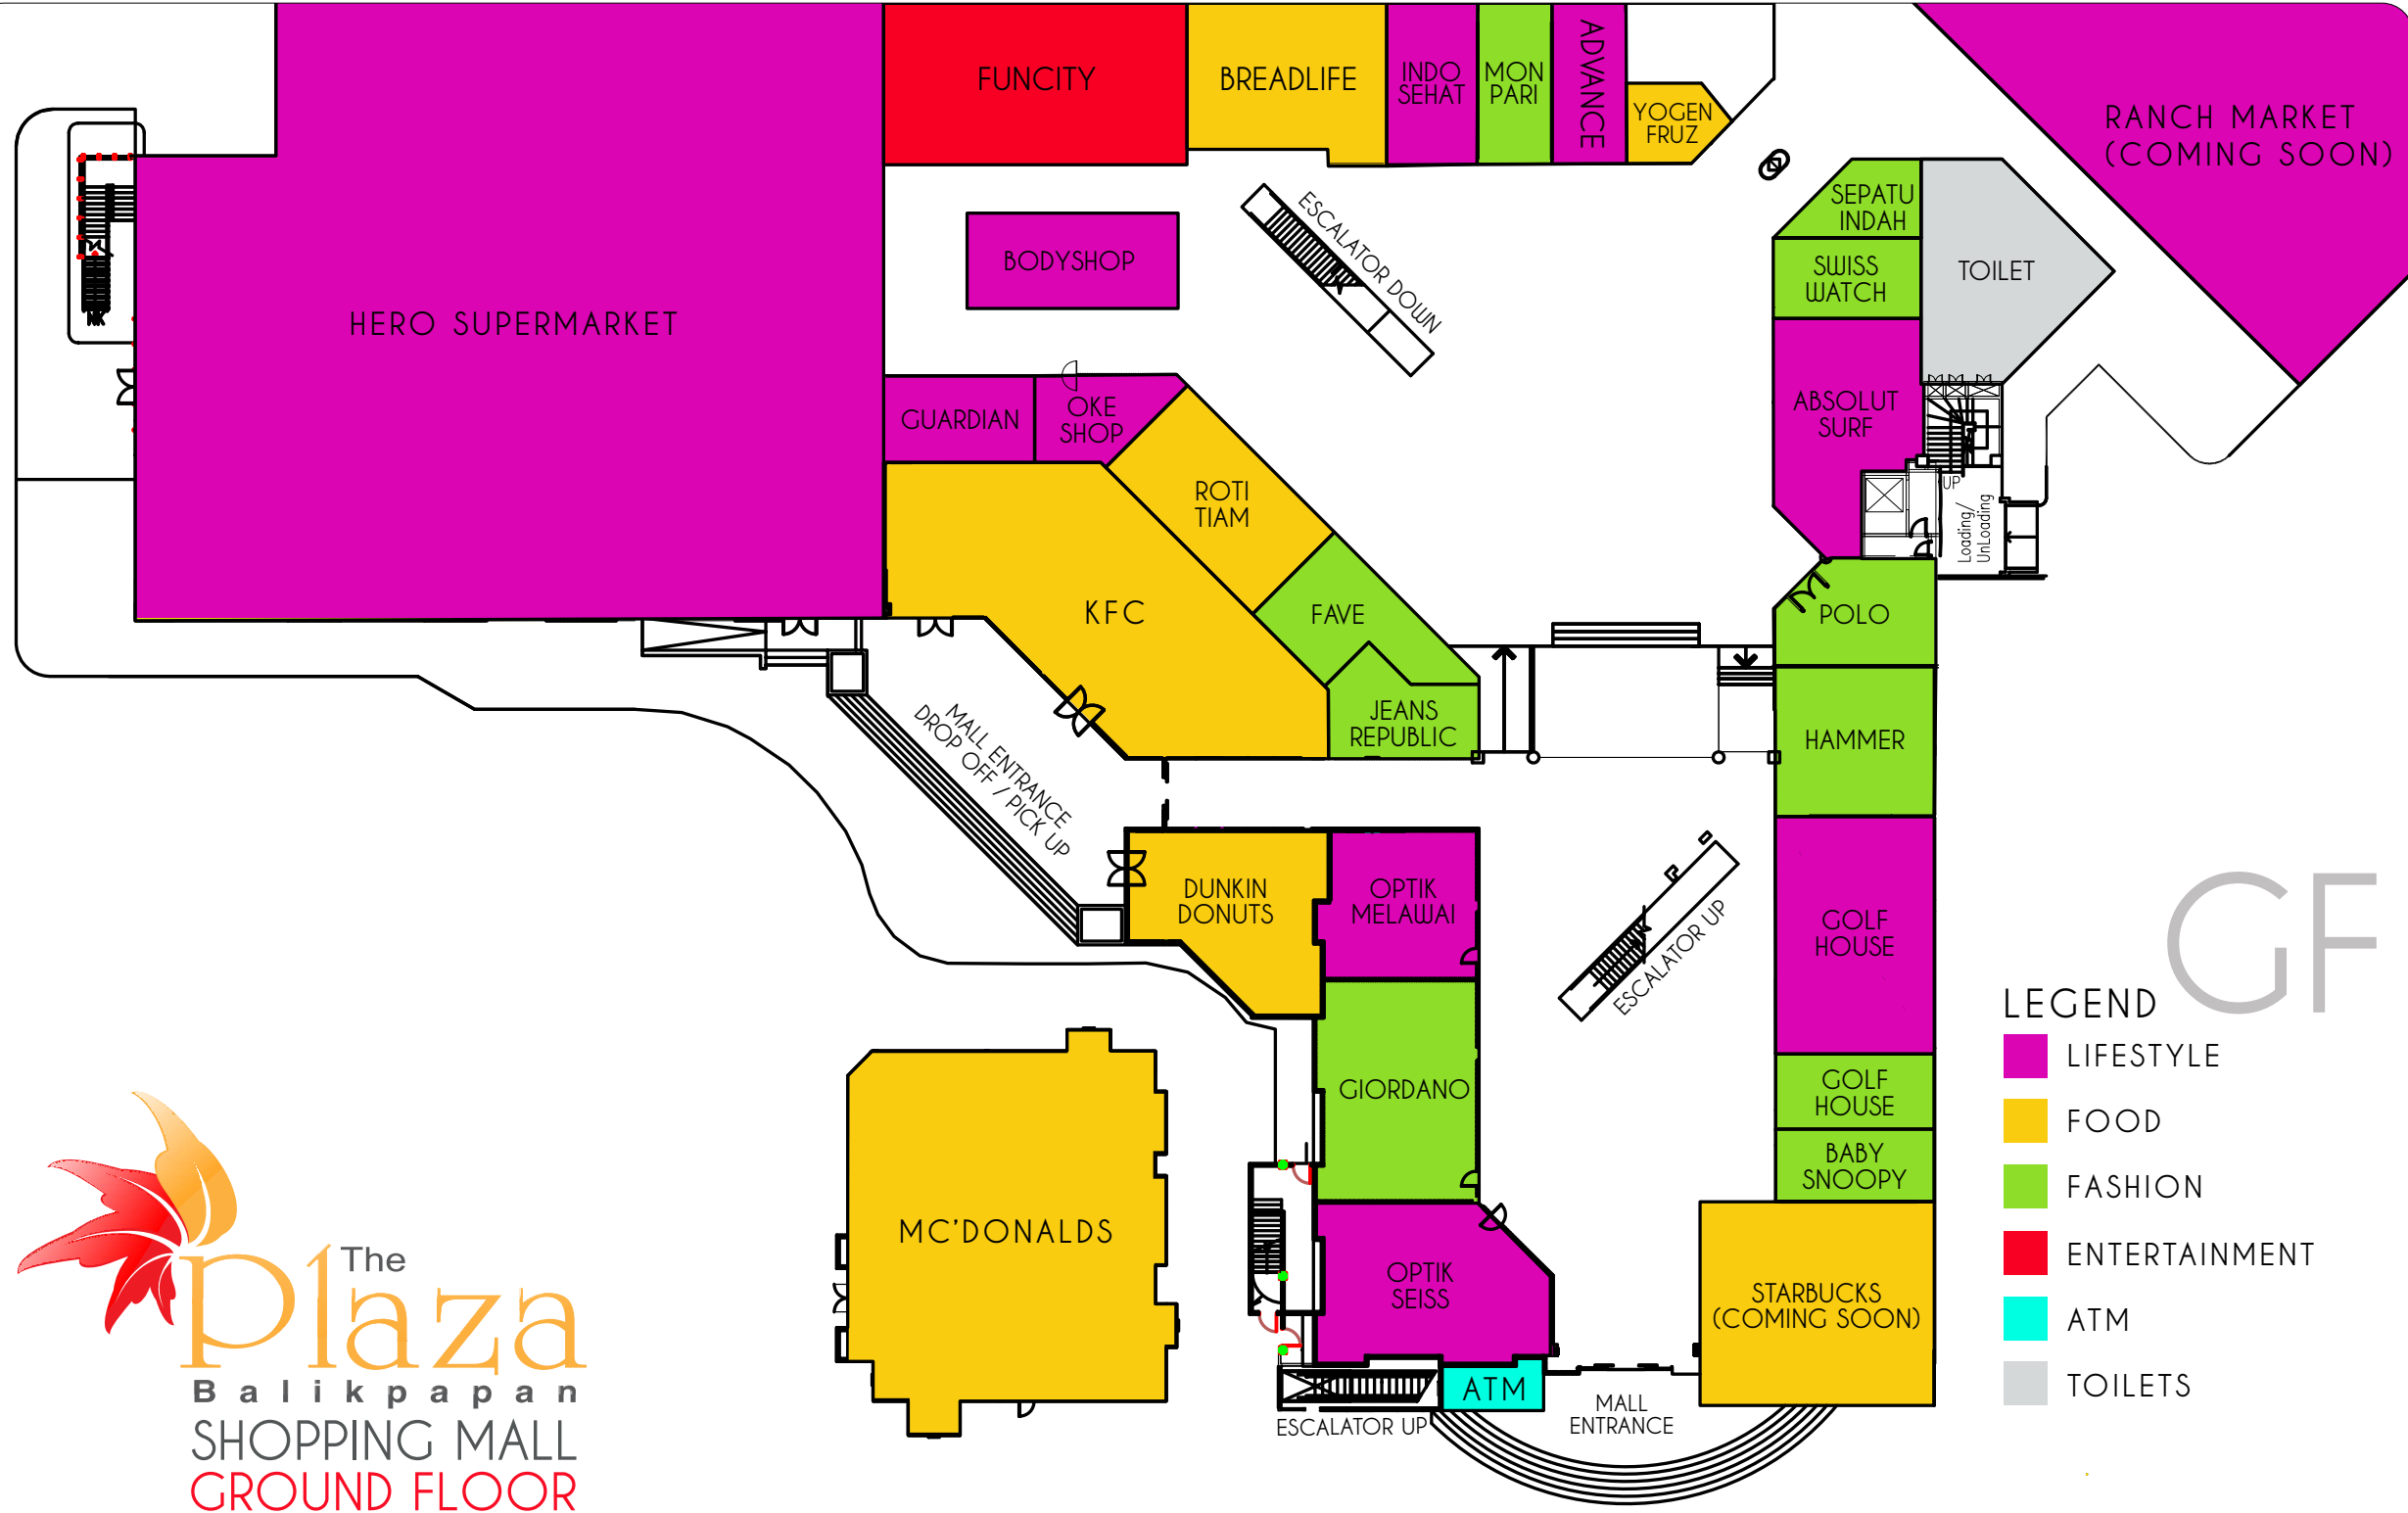 FUNCITY
BREADLIFE
INDO
SEHAT
MON
PARI
ADVANCE
YOGEN
FRUZ
RANCH MARKET
(COMING SOON)
SEPATU
INDAH
SWISS
WATCH
TOILET
BODYSHOP
ESCALATOR DOWN
HERO SUPERMARKET
GUARDIAN
OKE
SHOP
ABSOLUT
SURF
ROTI
TIAM
UP
Loading/
UnLoading
KFC
FAVE
POLO
JEANS
REPUBLIC
HAMMER
MALL ENTRANCE
DROP OFF / PICK UP
DUNKIN
DONUTS
OPTIK
MELAWAI
ESCALATOR UP
GOLF
HOUSE
GIORDANO
GOLF
HOUSE
BABY
SNOOPY
MC'DONALDS
OPTIK
SEISS
STARBUCKS
(COMING SOON)
ATM
ESCALATOR UP
MALL
ENTRANCE
GF
LEGEND
LIFESTYLE
FOOD
FASHION
ENTERTAINMENT
ATM
TOILETS
The
Plaza
Balikpapan
SHOPPING MALL
GROUND FLOOR